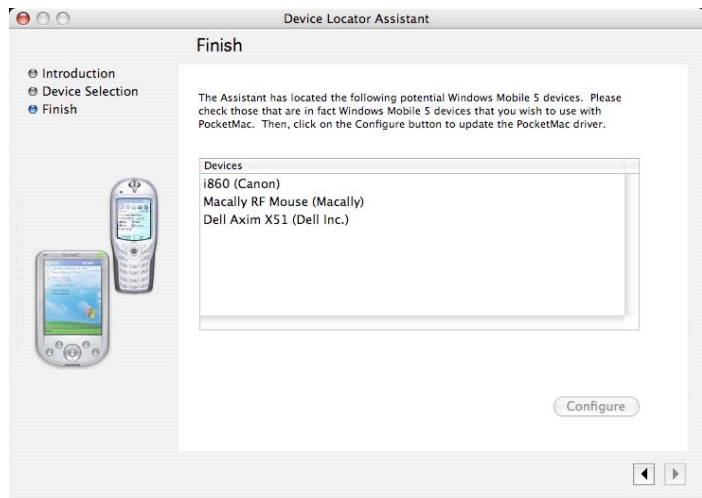 Device Locator Assistant
Finish
Introduction
Device Selection
Finish
The Assistant has located the following potential Windows Mobile 5 devices. Please
check those that are in fact Windows Mobile 5 devices that you wish to use with
PocketMac. Then, click on the Configure button to update the PocketMac driver.
Devices
i860 (Canon)
Macally RF Mouse (Macally)
Dell Axim X51 (Dell Inc.)
Configure